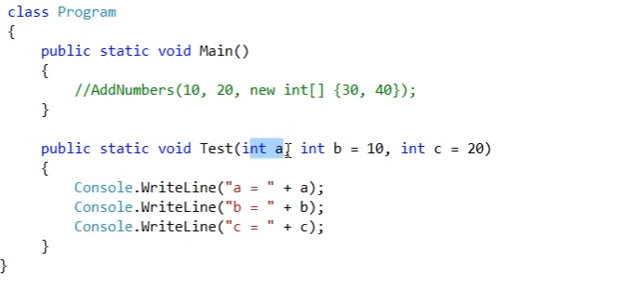 class Program
{
public static void Main()
{
//AddNumbers(10, 20, new int[] {30, 40});
}
public static void Test(int a, int b = 10, int c = 20)
{
Console.WriteLine("a = " + a);
Console.WriteLine("b = " + b);
Console.WriteLine("c = " + c);
}
}